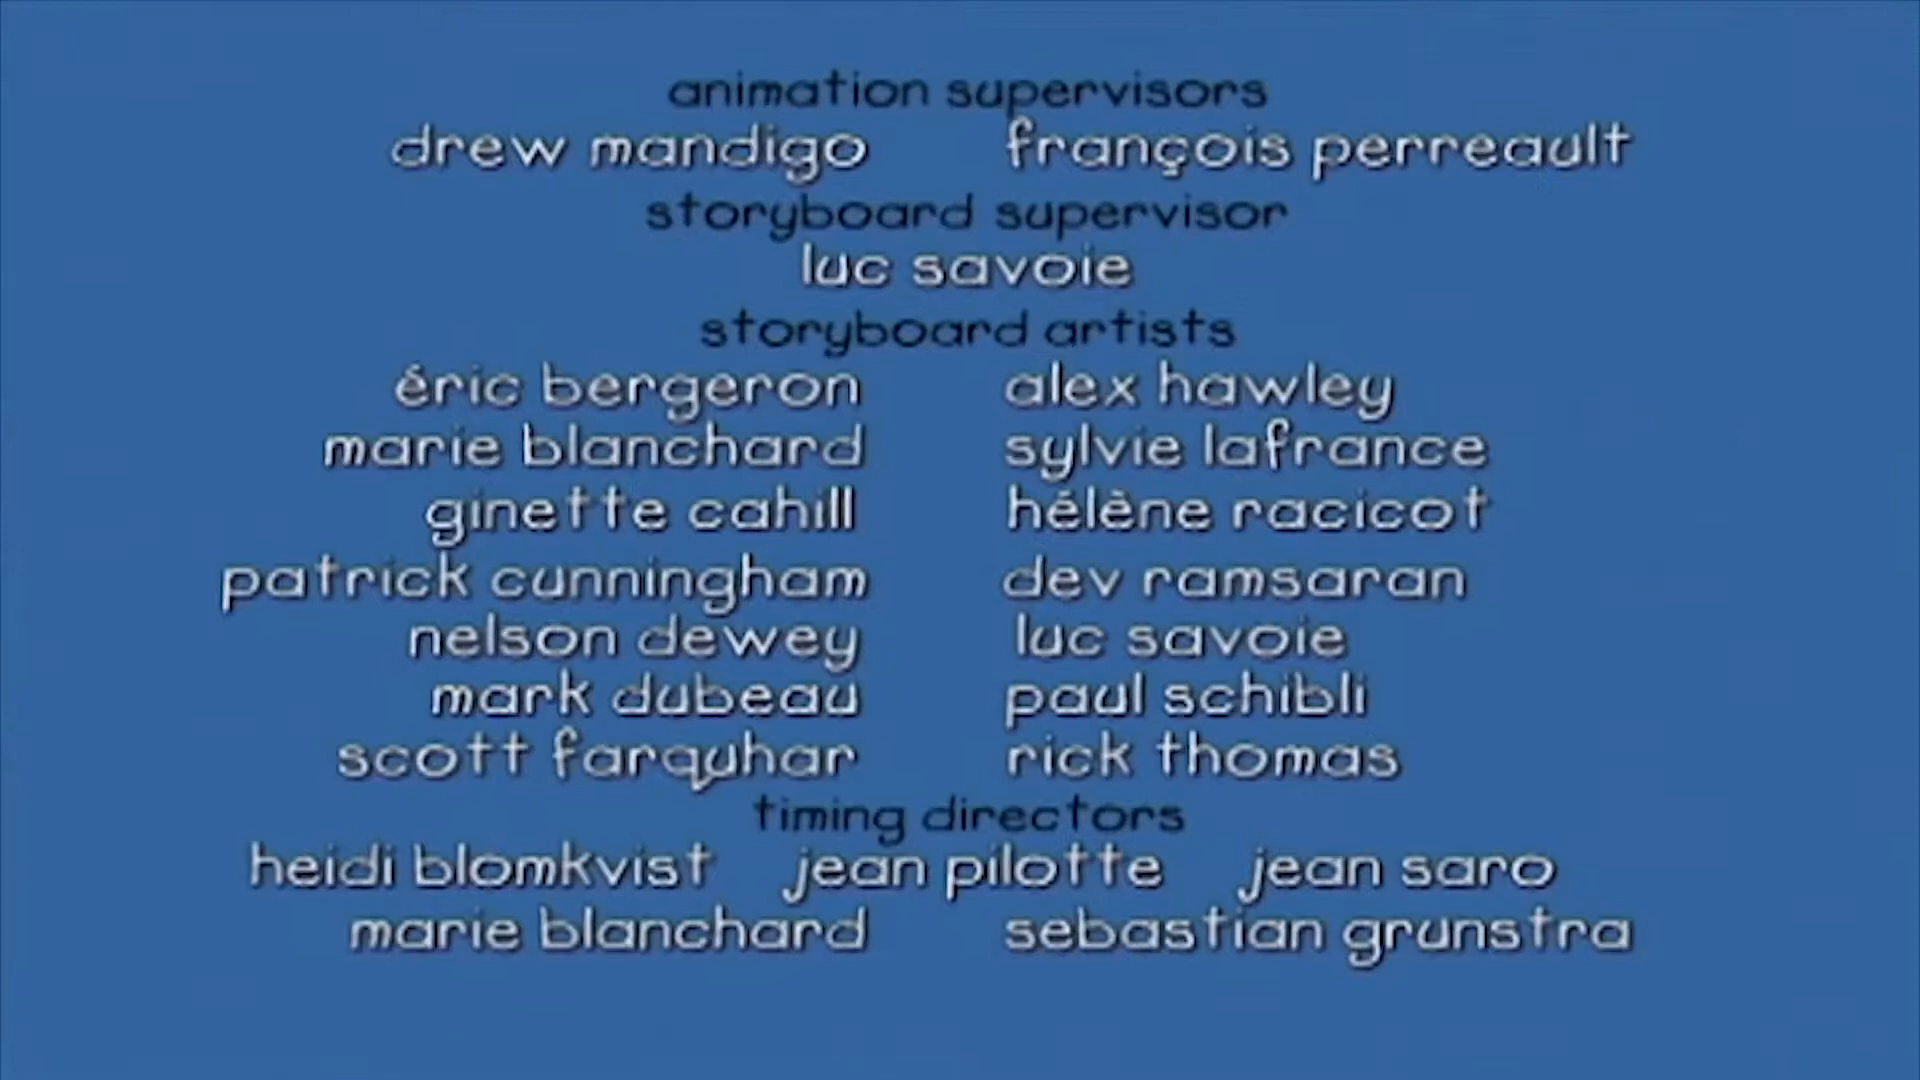 animation supervisors
drew mandigo françois perreault
storyboard supervisor
luc savoie
storyboard artists
éric bergeron alex hawley
marie blanchard sylvie lafrance
ginette cahill hélène racicot
patrick cunningham dev ramsaran
nelson dewey luc savoie
mark dubeau paul schibli
scott farquhar rick thomas
timing directors
heidi blomkvist jean pilotte jean saro
marie blanchard sebastian grunstra